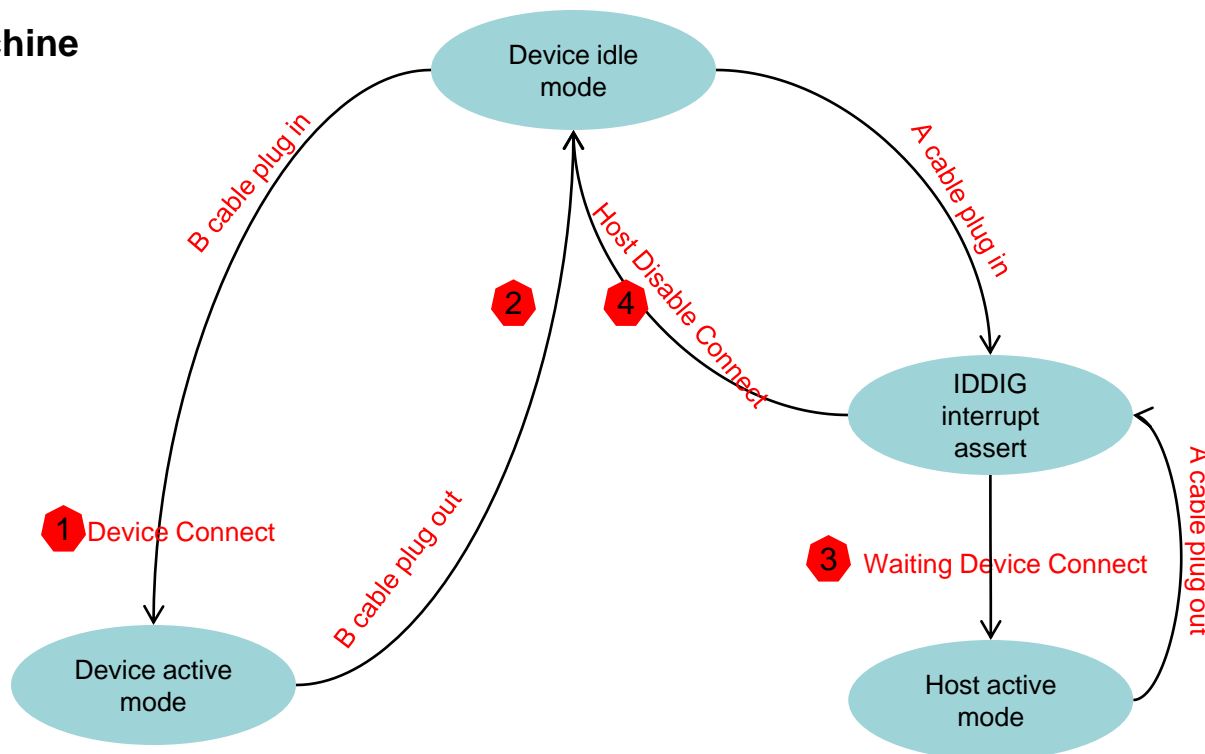 chine
Device idle
mode
B cable plug in
A cable plug in
Host Disable Connect
2
4
IDDIG
interrupt
assert
A cable plug out
B cable plug out
1
Device Connect
3
Waiting Device Connect
Device active
mode
Host active
mode